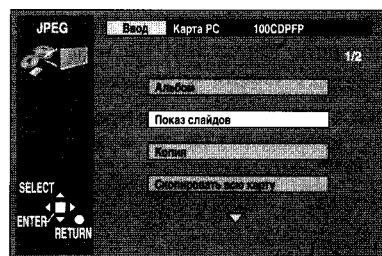 JPEG
Ввод Карта PC 100CDPFP
1/2
Альбом
Показ слайдов
Копия
Скопировать всю карту
SELECT
ENTER
RETURN